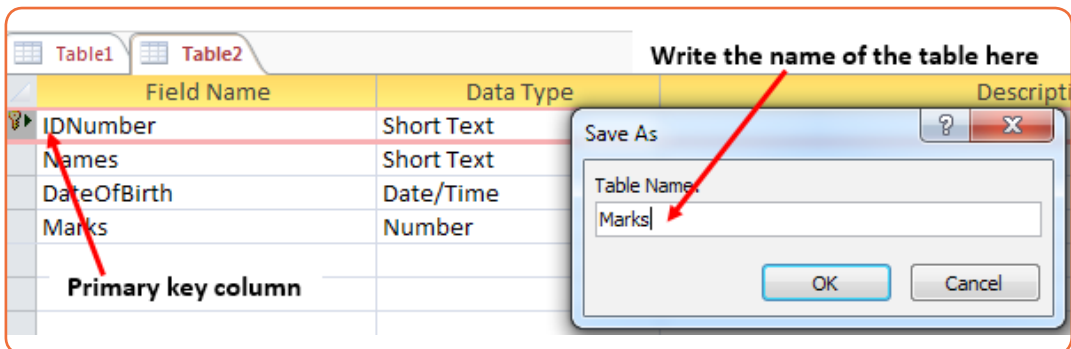 Table1 Table2
Write the name of the table here
Field Name Data Type Descripti
IDNumber Short Text
Names Short Text
DateOfBirth Date/Time
Marks Number
Primary key column
Save As
Table Name:
Marks
OK Cancel